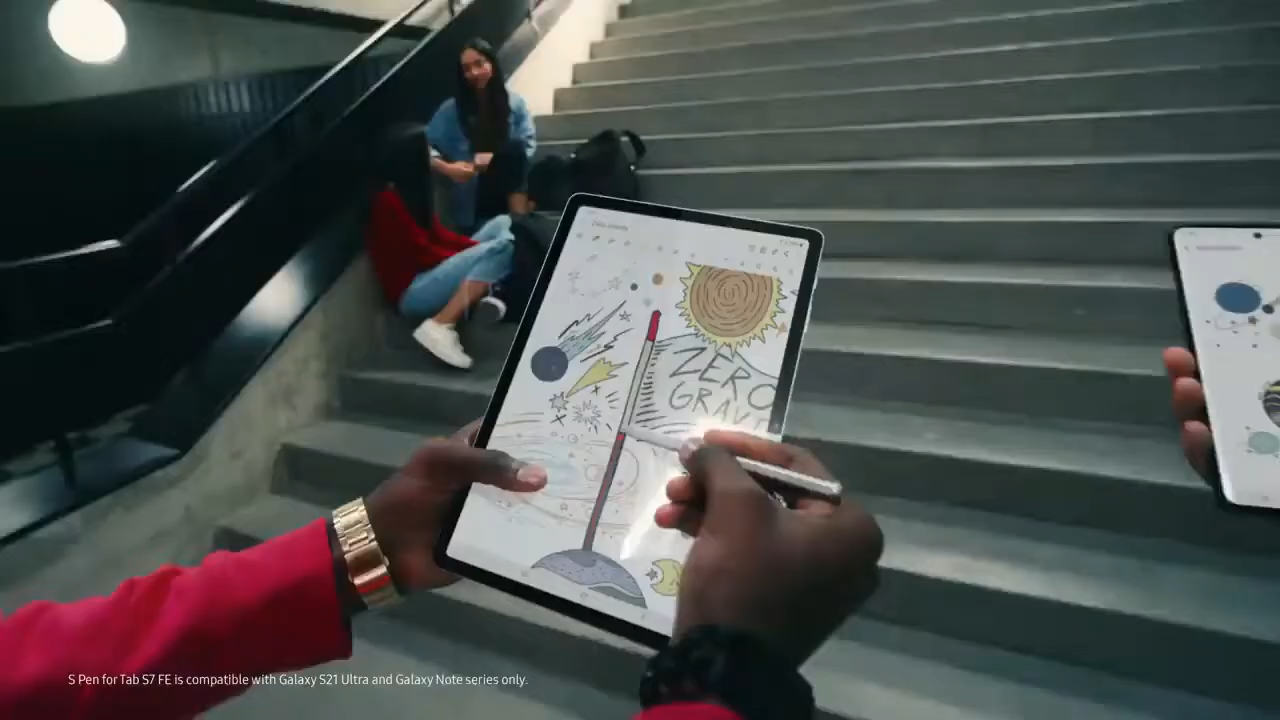 ZERO
GRAV
S Pen for Tab S7 FE is compatible with Galaxy S21 Ultra and Galaxy Note series only.